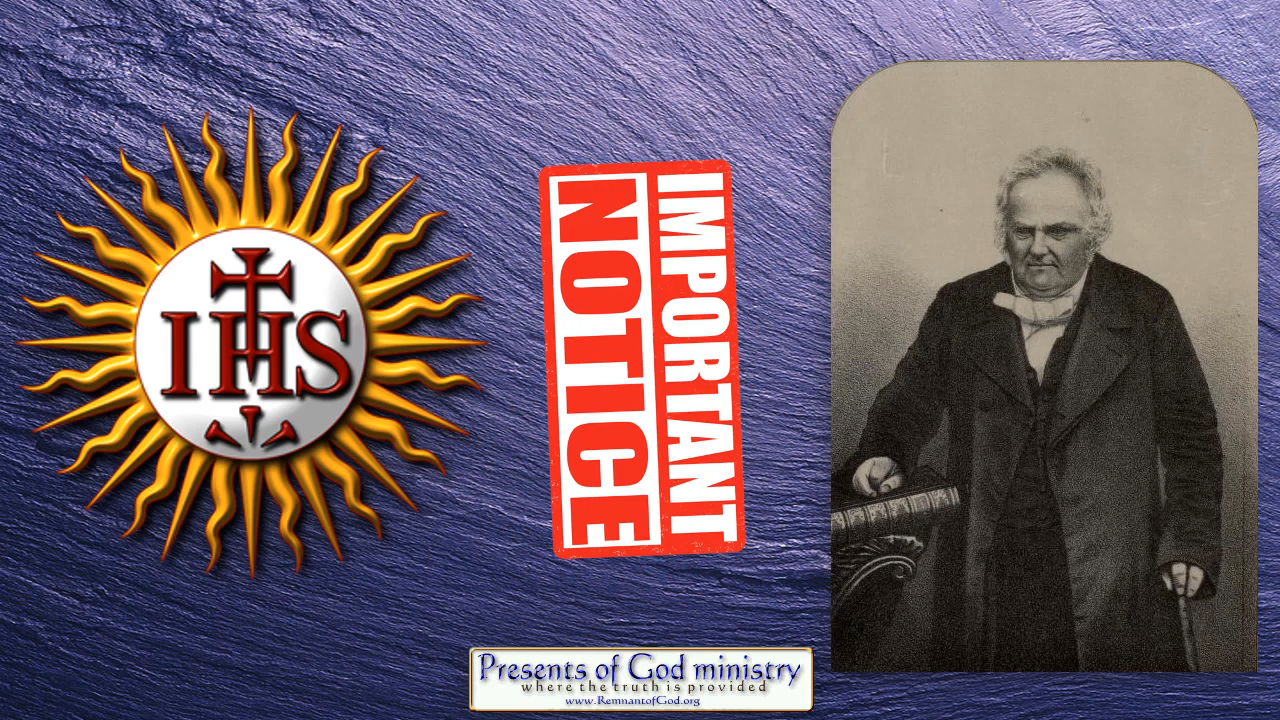 IHS
IMPORTANT
NOTICE
Presents of God ministry
where the truth is provided
www.RemnantofGod.org